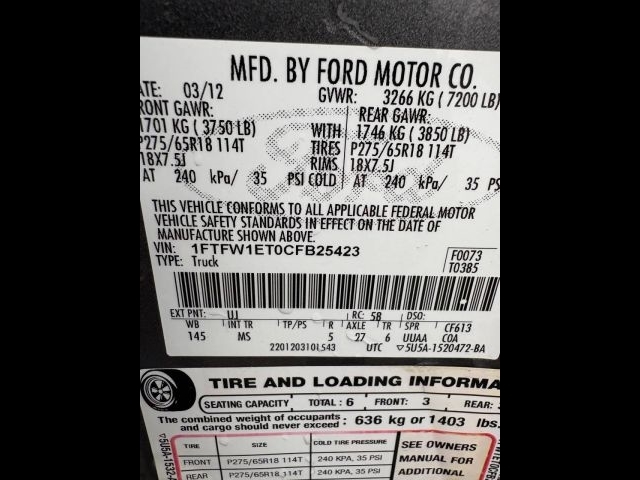 MFD. BY FORD MOTOR CO.
ATE: 03/12
GVWR: 3266 KG ( 7200 LB)
RONT GAWR:
REAR GAWR:
1701 KG ( 3750 LB)
WITH
1746 KG ( 3850 LB)
P275/65R18 114T
TIRES
P275/65R18 114T
18X7.5J
RIMS
18X7.5J
AT 240 kPa/ 35 PSI COLD
AT 240 kPa/ 35 PS
THIS VEHICLE CONFORMS TO ALL APPLICABLE FEDERAL MOTOR
VEHICLE SAFETY STANDARDS IN EFFECT ON THE DATE OF
MANUFACTURE SHOWN ABOVE.
VIN: 1FTFW1ET0CFB25423
TYPE: Truck
F0073
T0385
EXT PNT: UJ RC: 58 DSO:
WB INT TR TP/PS R AXLE TR SPR CF613
145 MS 5 27 6 UUAA COA
2201203101543 UTC ▽5U5A-1520472-BA
TIRE AND LOADING INFORMA
SEATING CAPACITY TOTAL: 6 FRONT: 3 REAR:
The combined weight of occupants
and cargo should never exceed: 636 kg or 1403 lbs.
TIRE SIZE COLD TIRE PRESSURE
FRONT P275/65R18 114T 240 KPA, 35 PSI
REAR P275/65R18 114T 240 KPA, 35 PSI
SEE OWNERS
MANUAL FOR
ADDITIONAL